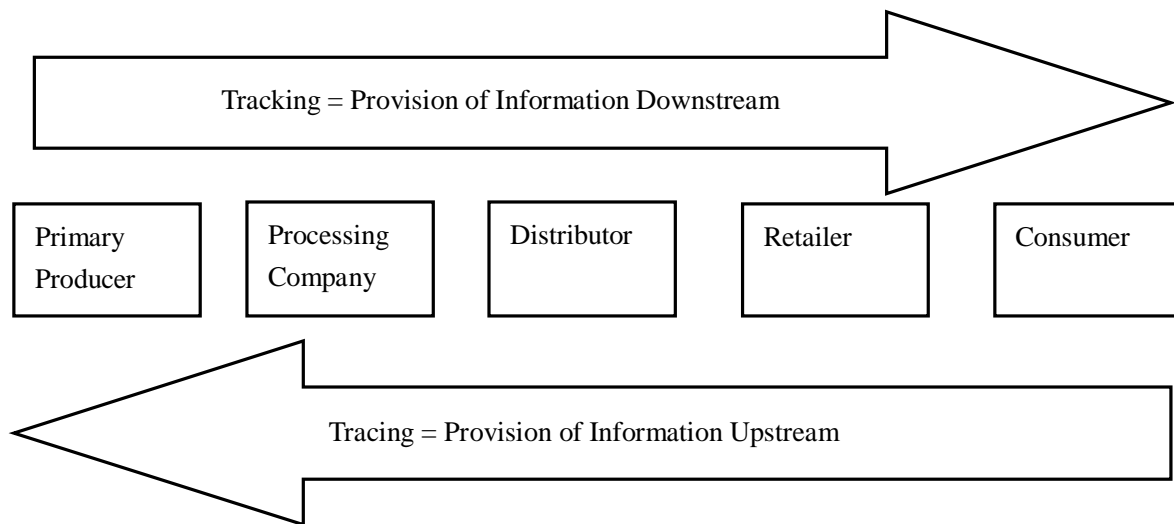 Tracking = Provision of Information Downstream
Primary
Producer
Processing
Company
Distributor
Retailer
Consumer
Tracing = Provision of Information Upstream